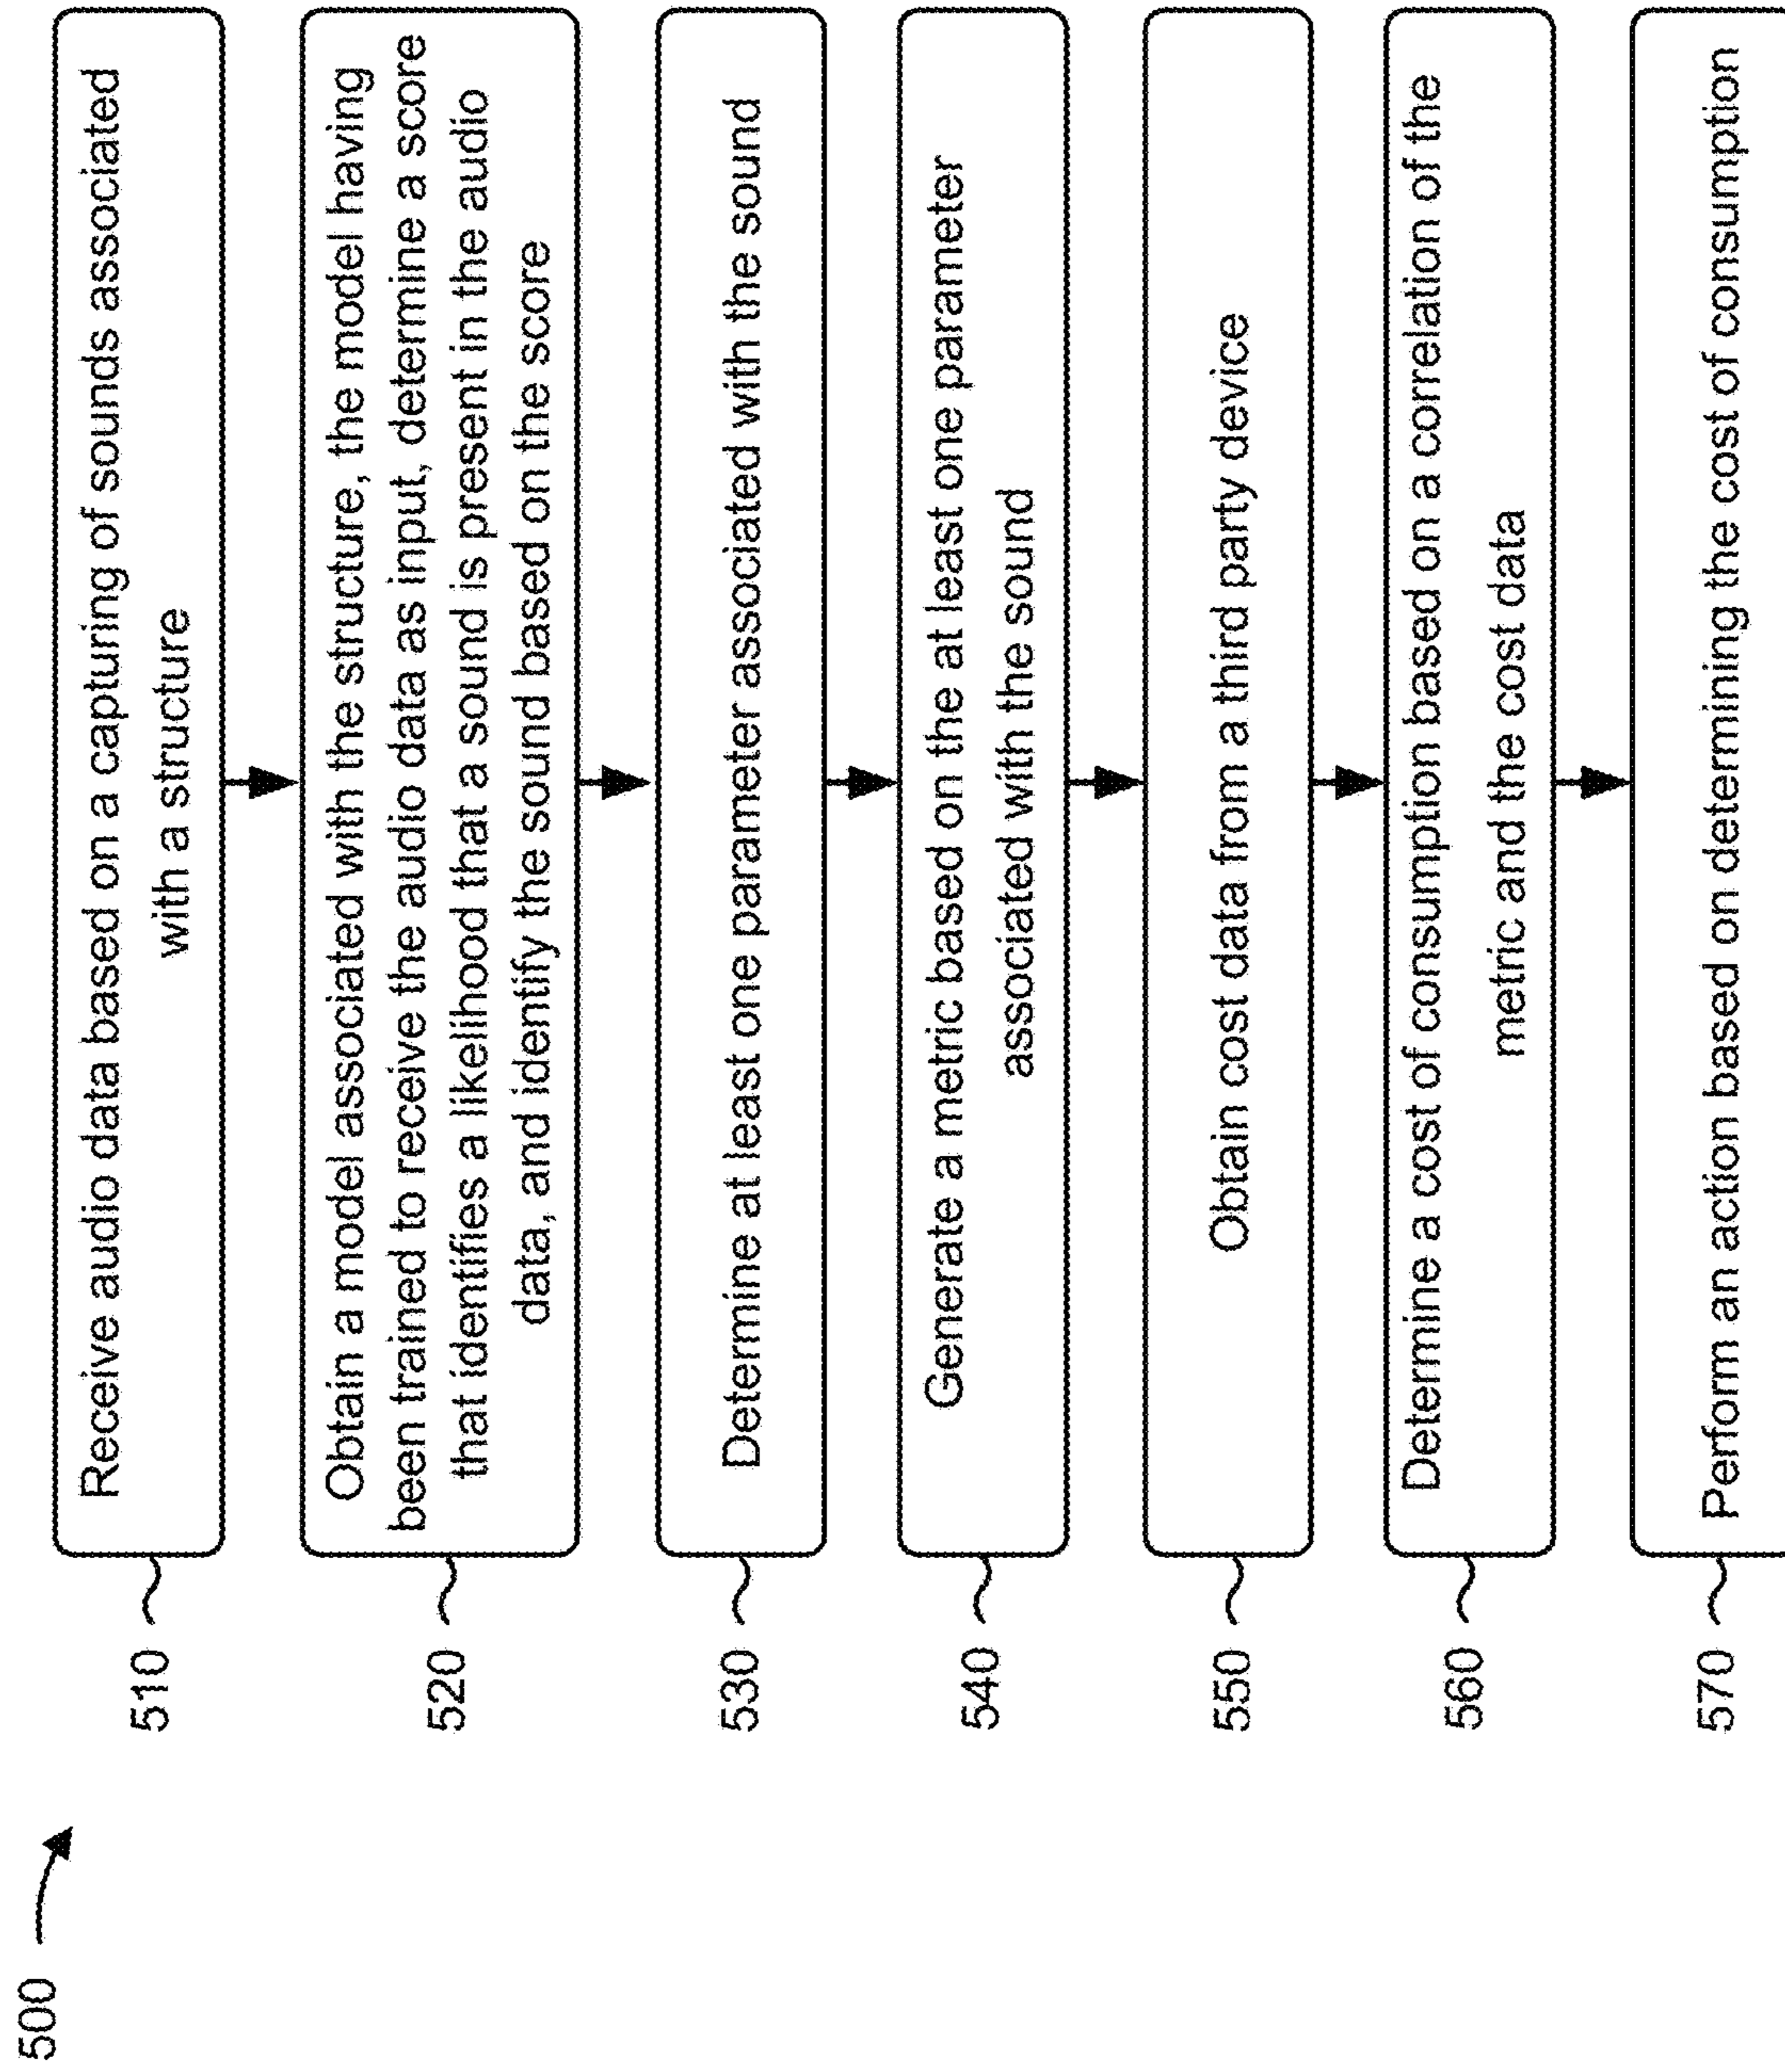 500
510
Receive audio data based on a capturing of sounds associated
with a structure
520
Obtain a model associated with the structure, the model having
been trained to receive the audio data as input, determine a score
that identifies a likelihood that a sound is present in the audio
data, and identify the sound based on the score
530
Determine at least one parameter associated with the sound
540
Generate a metric based on the at least one parameter
associated with the sound
550
Obtain cost data from a third party device
560
Determine a cost of consumption based on a correlation of the
metric and the cost data
570
Perform an action based on determining the cost of consumption